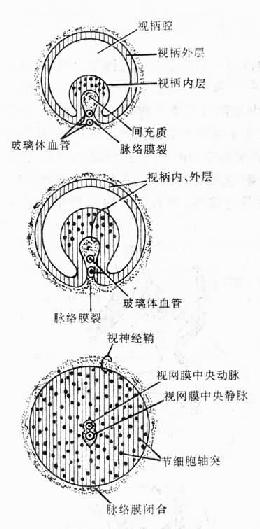 视柄腔
视柄外层
视柄内层
间充质
玻璃体血管
脉络膜裂
视柄内、外层
玻璃体血管
脉络膜裂
视神经鞘
视网膜中央动脉
视网膜中央静脉
节细胞轴突
脉络膜闭合